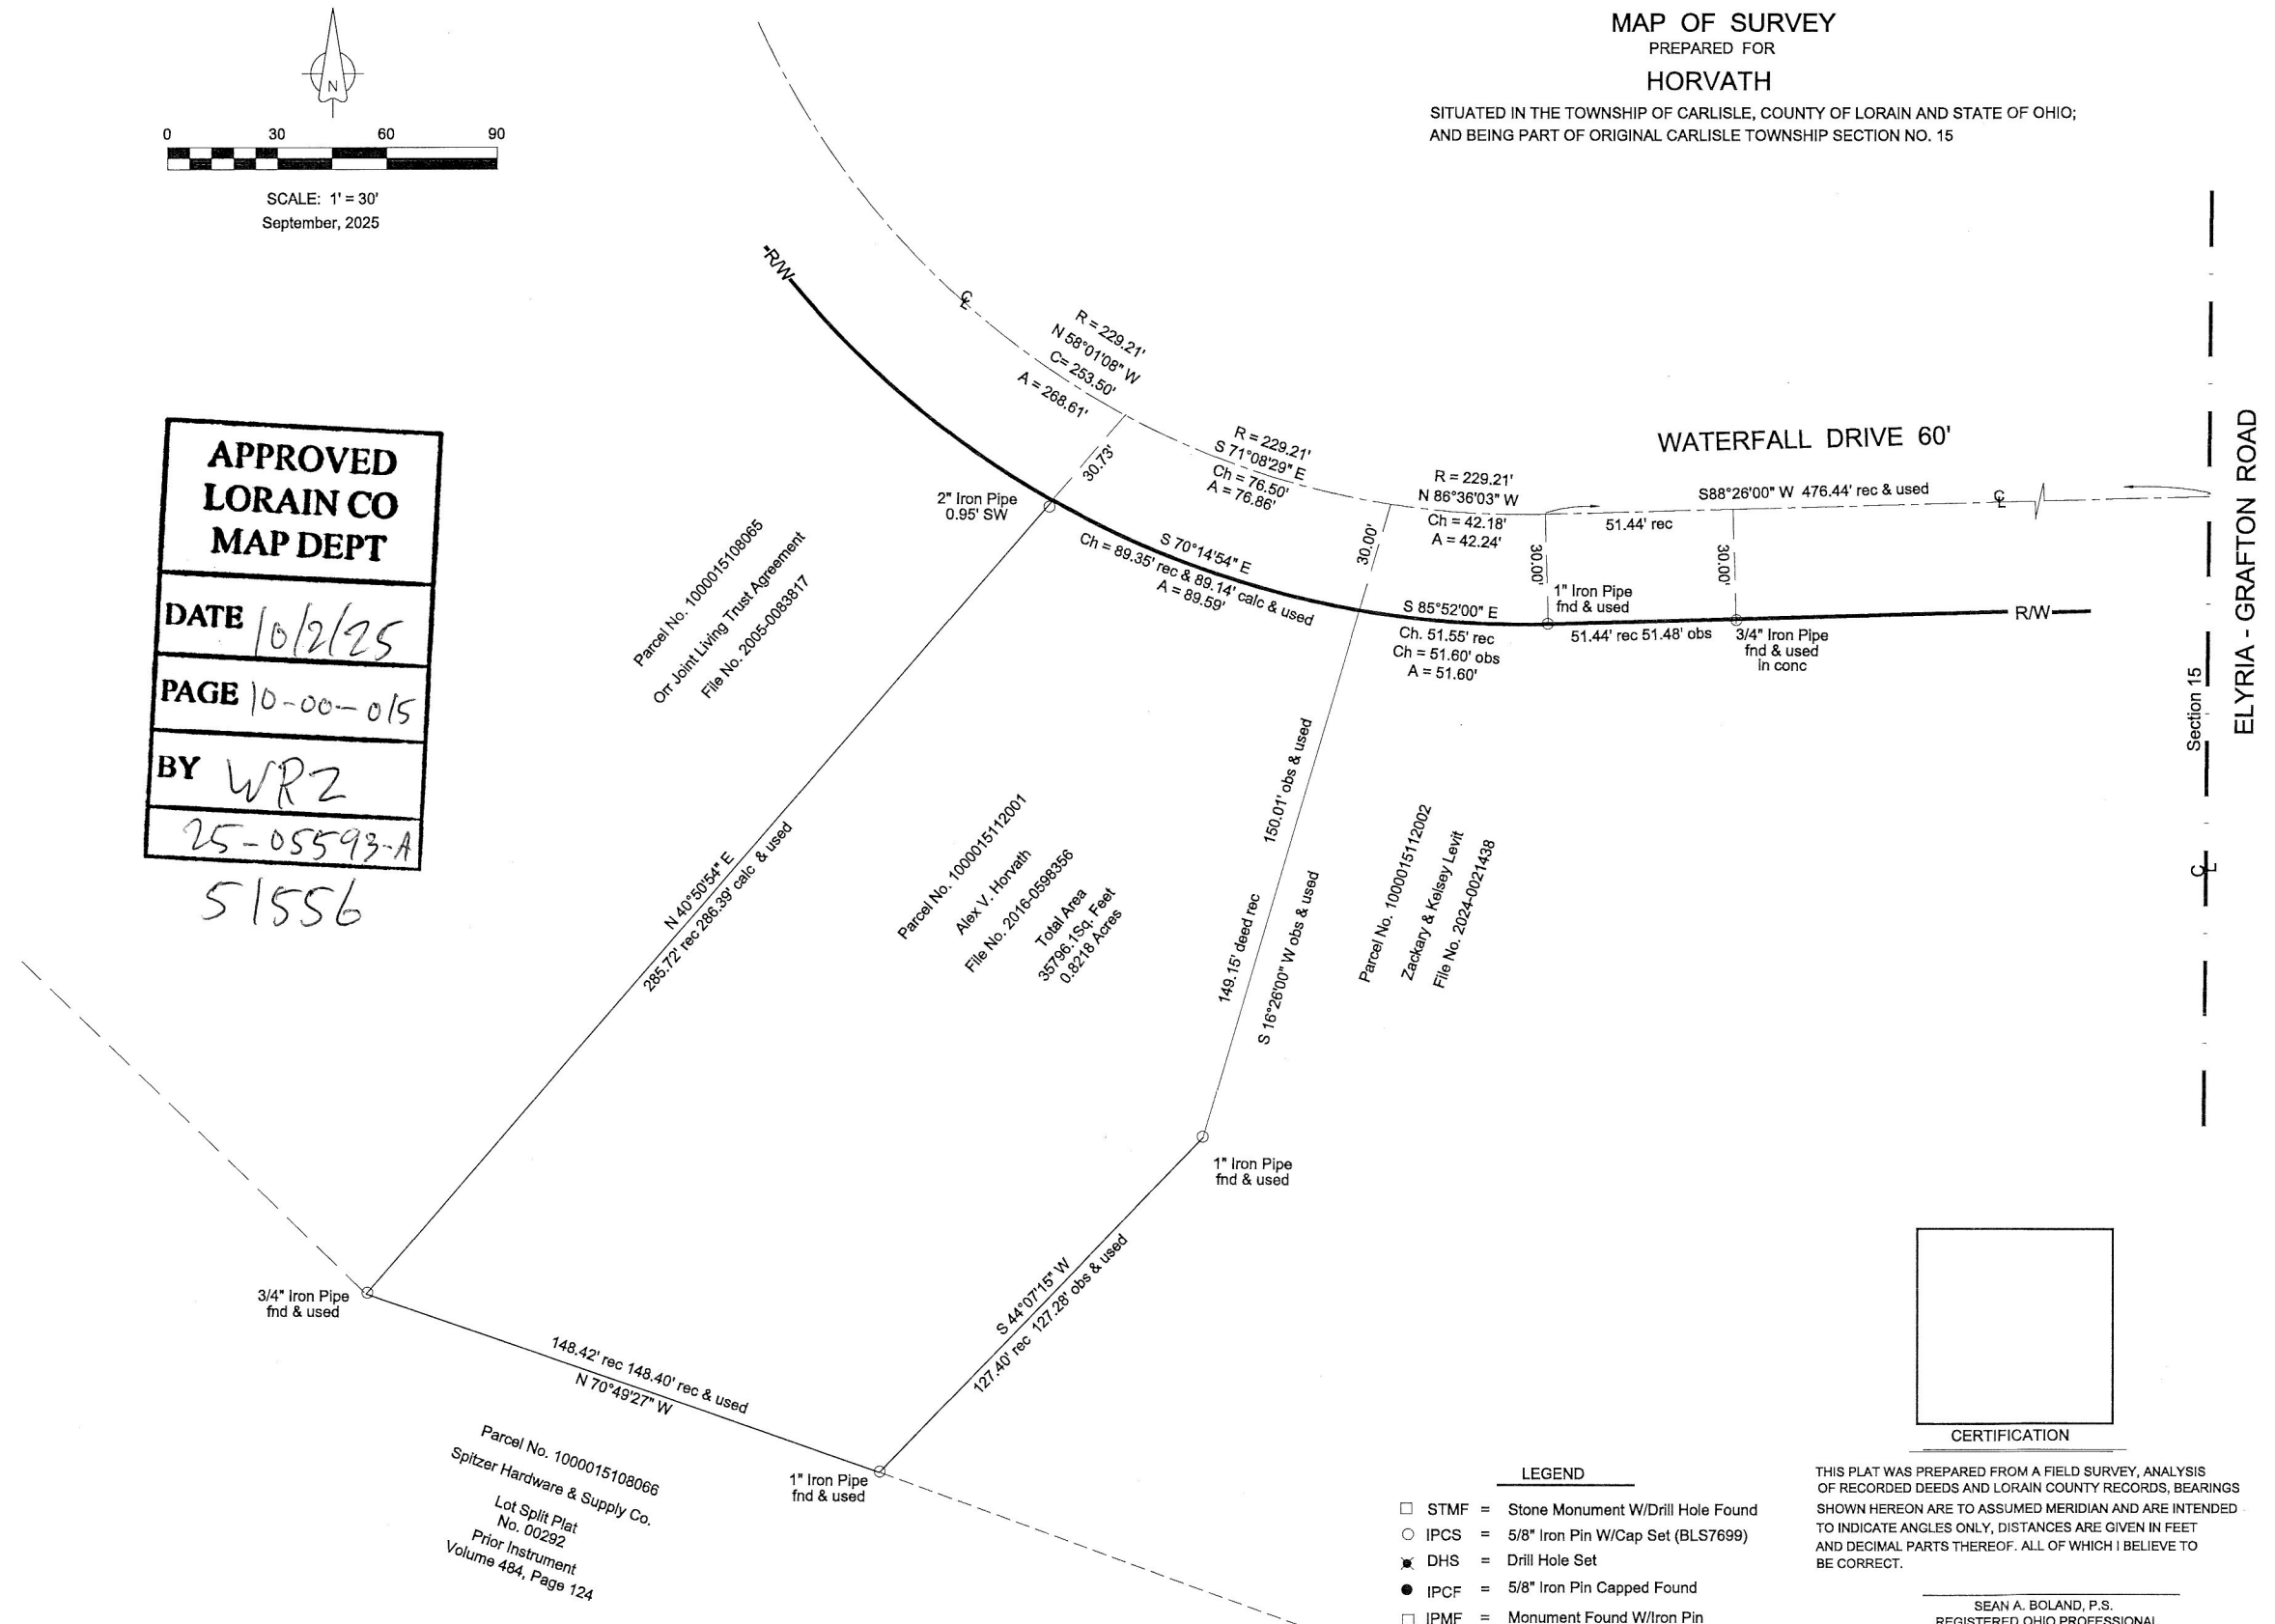 MAP OF SURVEY
PREPARED FOR
HORVATH
SITUATED IN THE TOWNSHIP OF CARLISLE, COUNTY OF LORAIN AND STATE OF OHIO;
AND BEING PART OF ORIGINAL CARLISLE TOWNSHIP SECTION NO. 15
N
0 30 60 90
SCALE: 1' = 30'
September, 2025
APPROVED
LORAIN CO
MAP DEPT
DATE 10/2/25
PAGE 10-00-015
BY WRZ
25-05593-A
51556
R/W
CL
R = 229.21'
N 58°01'08" W
C= 253.50'
A = 268.61'
30.73'
R = 229.21'
S 71°08'29" E
Ch = 76.50'
A = 76.86'
R = 229.21'
N 86°36'03" W
Ch = 42.18'
A = 42.24'
WATERFALL DRIVE 60'
S88°26'00" W 476.44' rec & used
CL
51.44' rec
30.00'
30.00'
30.00'
2" Iron Pipe
0.95' SW
S 70°14'54" E
Ch = 89.35' rec & 89.14' calc & used
A = 89.59'
S 85°52'00" E
Ch. 51.55' rec
Ch = 51.60' obs
A = 51.60'
1" Iron Pipe
fnd & used
51.44' rec 51.48' obs
3/4" Iron Pipe
fnd & used
In conc
R/W
ELYRIA - GRAFTON ROAD
Section 15
CL
Parcel No. 1000015108065
Orr Joint Living Trust Agreement
File No. 2005-0083817
N 40°50'54" E
285.72' rec 286.39' calc & used
Parcel No. 1000015112001
Alex V. Horvath
File No. 2016-0598356
Total Area
35796.1Sq. Feet
0.8218 Acres
150.01' obs & used
149.15' deed rec
S 16°26'00" W obs & used
Parcel No. 1000015112002
Zackary & Kelsey Levit
File No. 2024-0021438
1" Iron Pipe
fnd & used
S 44°07'15" W
127.40' rec 127.28' obs & used
3/4" Iron Pipe
fnd & used
148.42' rec 148.40' rec & used
N 70°49'27" W
1" Iron Pipe
fnd & used
Parcel No. 1000015108066
Spitzer Hardware & Supply Co.
Lot Split Plat
No. 00292
Prior Instrument
Volume 484, Page 124
LEGEND
STMF = Stone Monument W/Drill Hole Found
IPCS = 5/8" Iron Pin W/Cap Set (BLS7699)
DHS = Drill Hole Set
IPCF = 5/8" Iron Pin Capped Found
IPMF = Monument Found W/Iron Pin
CERTIFICATION
THIS PLAT WAS PREPARED FROM A FIELD SURVEY, ANALYSIS
OF RECORDED DEEDS AND LORAIN COUNTY RECORDS, BEARINGS
SHOWN HEREON ARE TO ASSUMED MERIDIAN AND ARE INTENDED
TO INDICATE ANGLES ONLY, DISTANCES ARE GIVEN IN FEET
AND DECIMAL PARTS THEREOF. ALL OF WHICH I BELIEVE TO
BE CORRECT.
SEAN A. BOLAND, P.S.
REGISTERED OHIO PROFESSIONAL